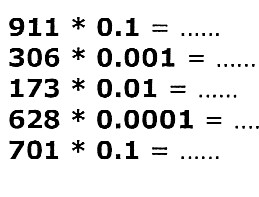 911 * 0.1 = ......
306 * 0.001 = ......
173 * 0.01 = ......
628 * 0.0001 = ....
701 * 0.1 = ......